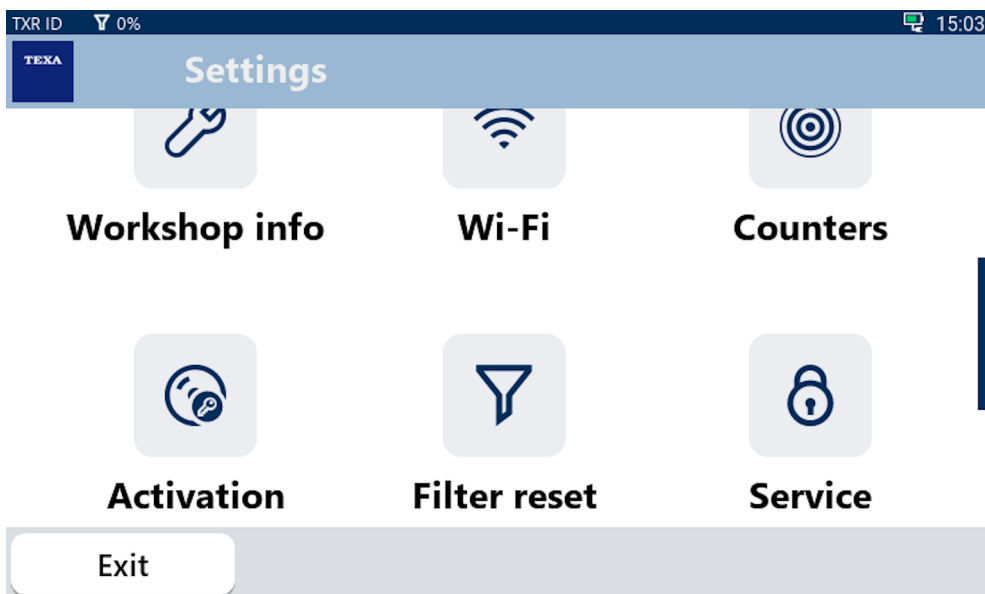 TXR ID 0% 15:03
TEXA Settings
Workshop info Wi-Fi Counters
Activation Filter reset Service
Exit